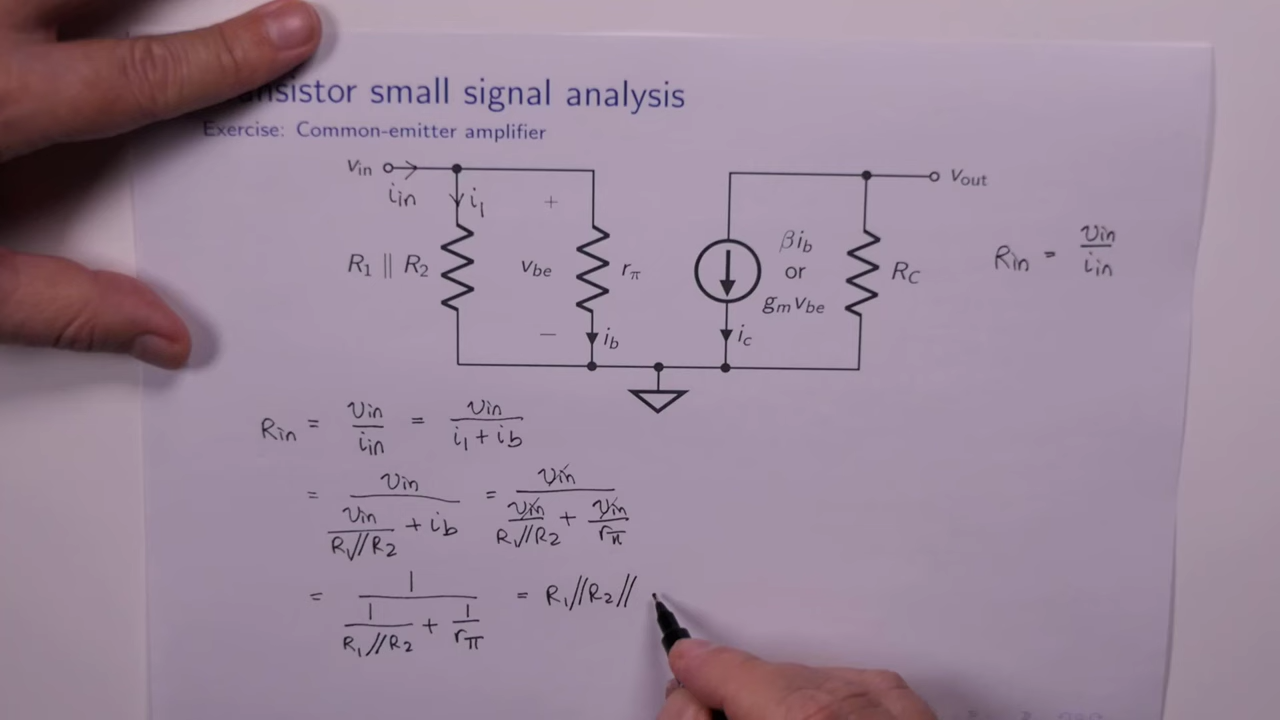 sistor small signal analysis
Exercise: Common-emitter amplifier
vin
iin
i1
+
R1 || R2
vbe
rπ
−
ib
βib
or
gmvbe
ic
RC
vout
Rin = vin/iin
Rin = vin/iin = vin/(i1 + ib)
= vin/(vin/(R1//R2) + ib) = vin/(vin/(R1//R2) + vin/rπ)
= 1/(1/(R1//R2) + 1/rπ) = R1//R2//